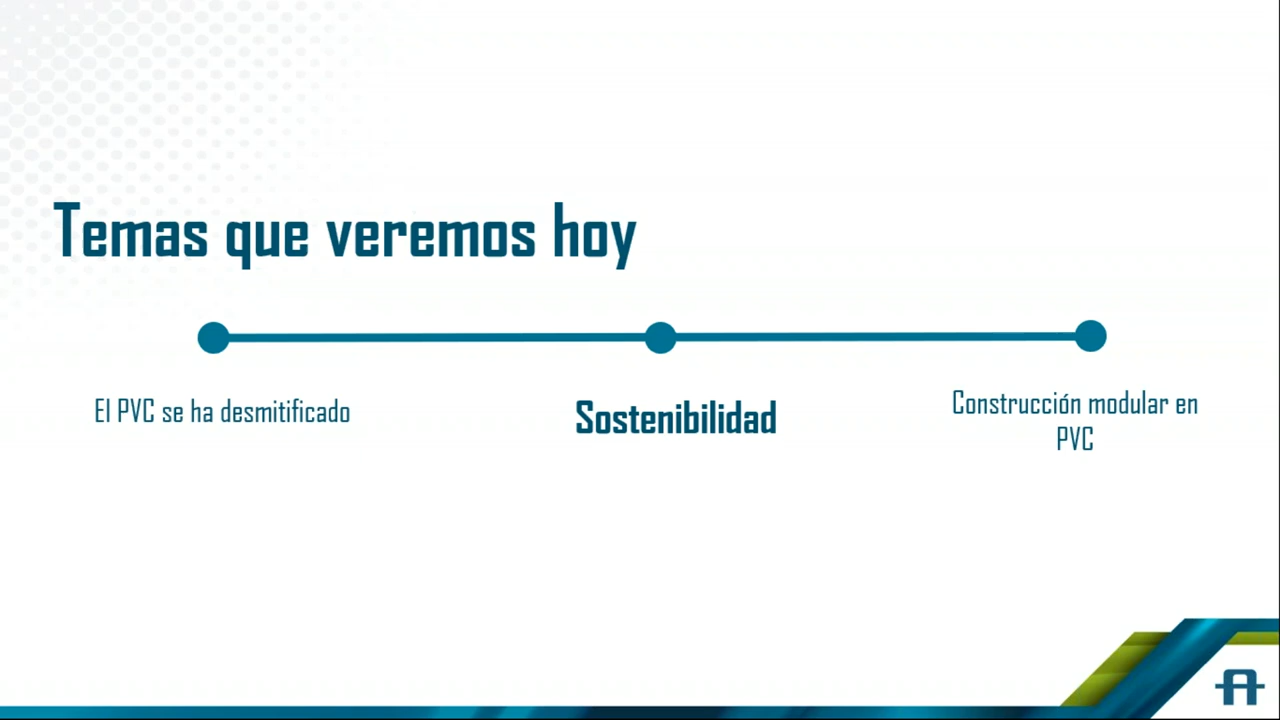 Temas que veremos hoy
El PVC se ha desmitificado
Sostenibilidad
Construcción modular en
PVC